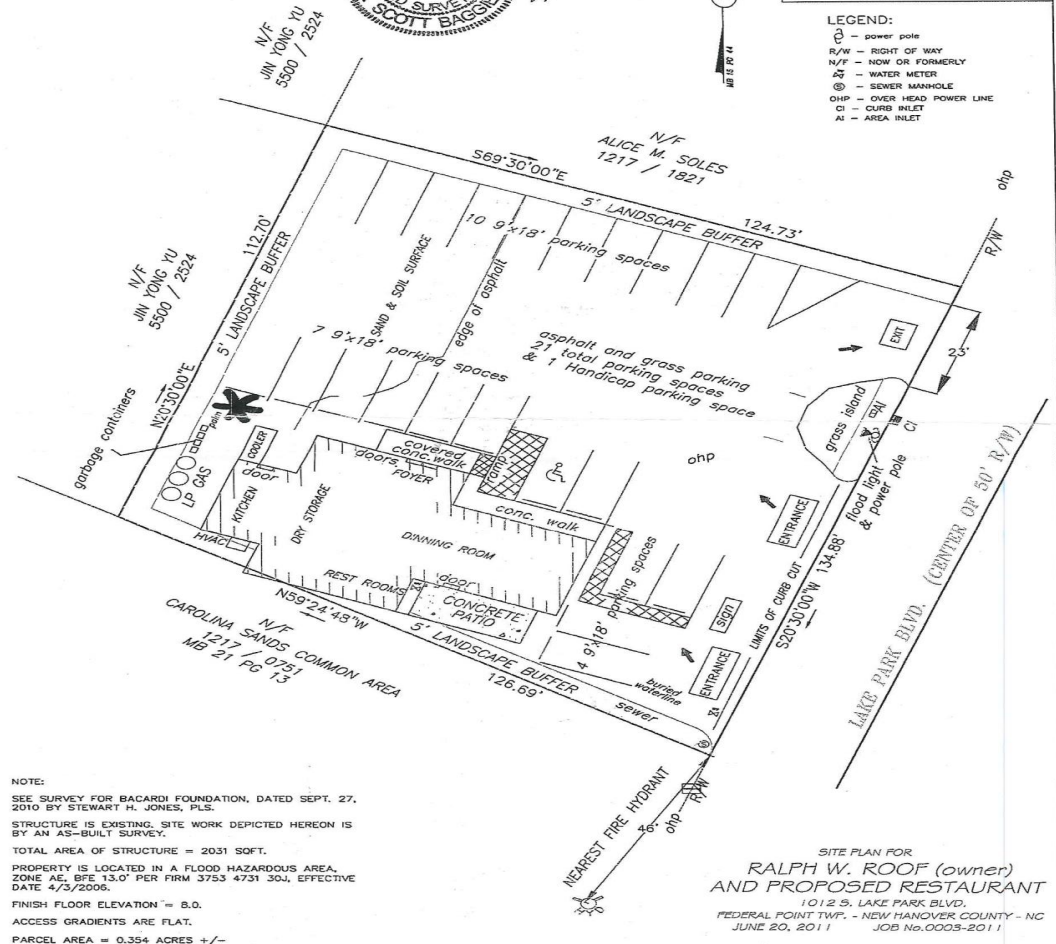 SCOTT BAGGIE
N/F
JIN YONG YU
5500 / 2524
MB 15 PG 44
LEGEND:
- power pole
R/W - RIGHT OF WAY
N/F - NOW OR FORMERLY
- WATER METER
S - SEWER MANHOLE
OHP - OVER HEAD POWER LINE
CI - CURB INLET
AI - AREA INLET
N/F
ALICE M. SOLES
1217 / 1821
S69°30'00"E
5' LANDSCAPE BUFFER
124.73'
ohp
R/W
112.70'
5' LANDSCAPE BUFFER
N/F
JIN YONG YU
5500 / 2524
N20°30'00"E
10 9'x18' parking spaces
SAND & SOIL SURFACE
edge of asphalt
7 9'x18' parking spaces
asphalt and grass parking
21 total parking spaces
& 1 Handicap parking space
EXIT
23'
grass island
AI
CI
flood light
& power pole
ohp
garbage containers
palm
LP GAS
COOLER
door
KITCHEN
HVAC
DRY STORAGE
doors
FOYER
covered
conc.walk
ramp
conc. walk
DINNING ROOM
REST ROOMS
door
CONCRETE
PATIO
4 9'x18' parking spaces
ENTRANCE
sign
ENTRANCE
LIMITS OF CURB CUT
S20°30'00"W 134.88'
LAKE PARK BLVD. (CENTER OF 50' R/W)
N59°24'48"W
5' LANDSCAPE BUFFER
126.69'
buried
waterline
sewer
S
N/F
CAROLINA SANDS COMMON AREA
1217 / 0751
MB 21 PG 13
NEAREST FIRE HYDRANT
46'
ohp
R/W
HYD
NOTE:
SEE SURVEY FOR BACARDI FOUNDATION, DATED SEPT. 27,
2010 BY STEWART H. JONES, PLS.
STRUCTURE IS EXISTING. SITE WORK DEPICTED HEREON IS
BY AN AS-BUILT SURVEY.
TOTAL AREA OF STRUCTURE = 2031 SQFT.
PROPERTY IS LOCATED IN A FLOOD HAZARDOUS AREA,
ZONE AE, BFE 13.0' PER FIRM 3753 4731 30J, EFFECTIVE
DATE 4/3/2006.
FINISH FLOOR ELEVATION = 8.0.
ACCESS GRADIENTS ARE FLAT.
PARCEL AREA = 0.354 ACRES +/-
SITE PLAN FOR
RALPH W. ROOF (owner)
AND PROPOSED RESTAURANT
1012 S. LAKE PARK BLVD.
FEDERAL POINT TWP. - NEW HANOVER COUNTY - NC
JUNE 20, 2011 JOB No.0003-2011